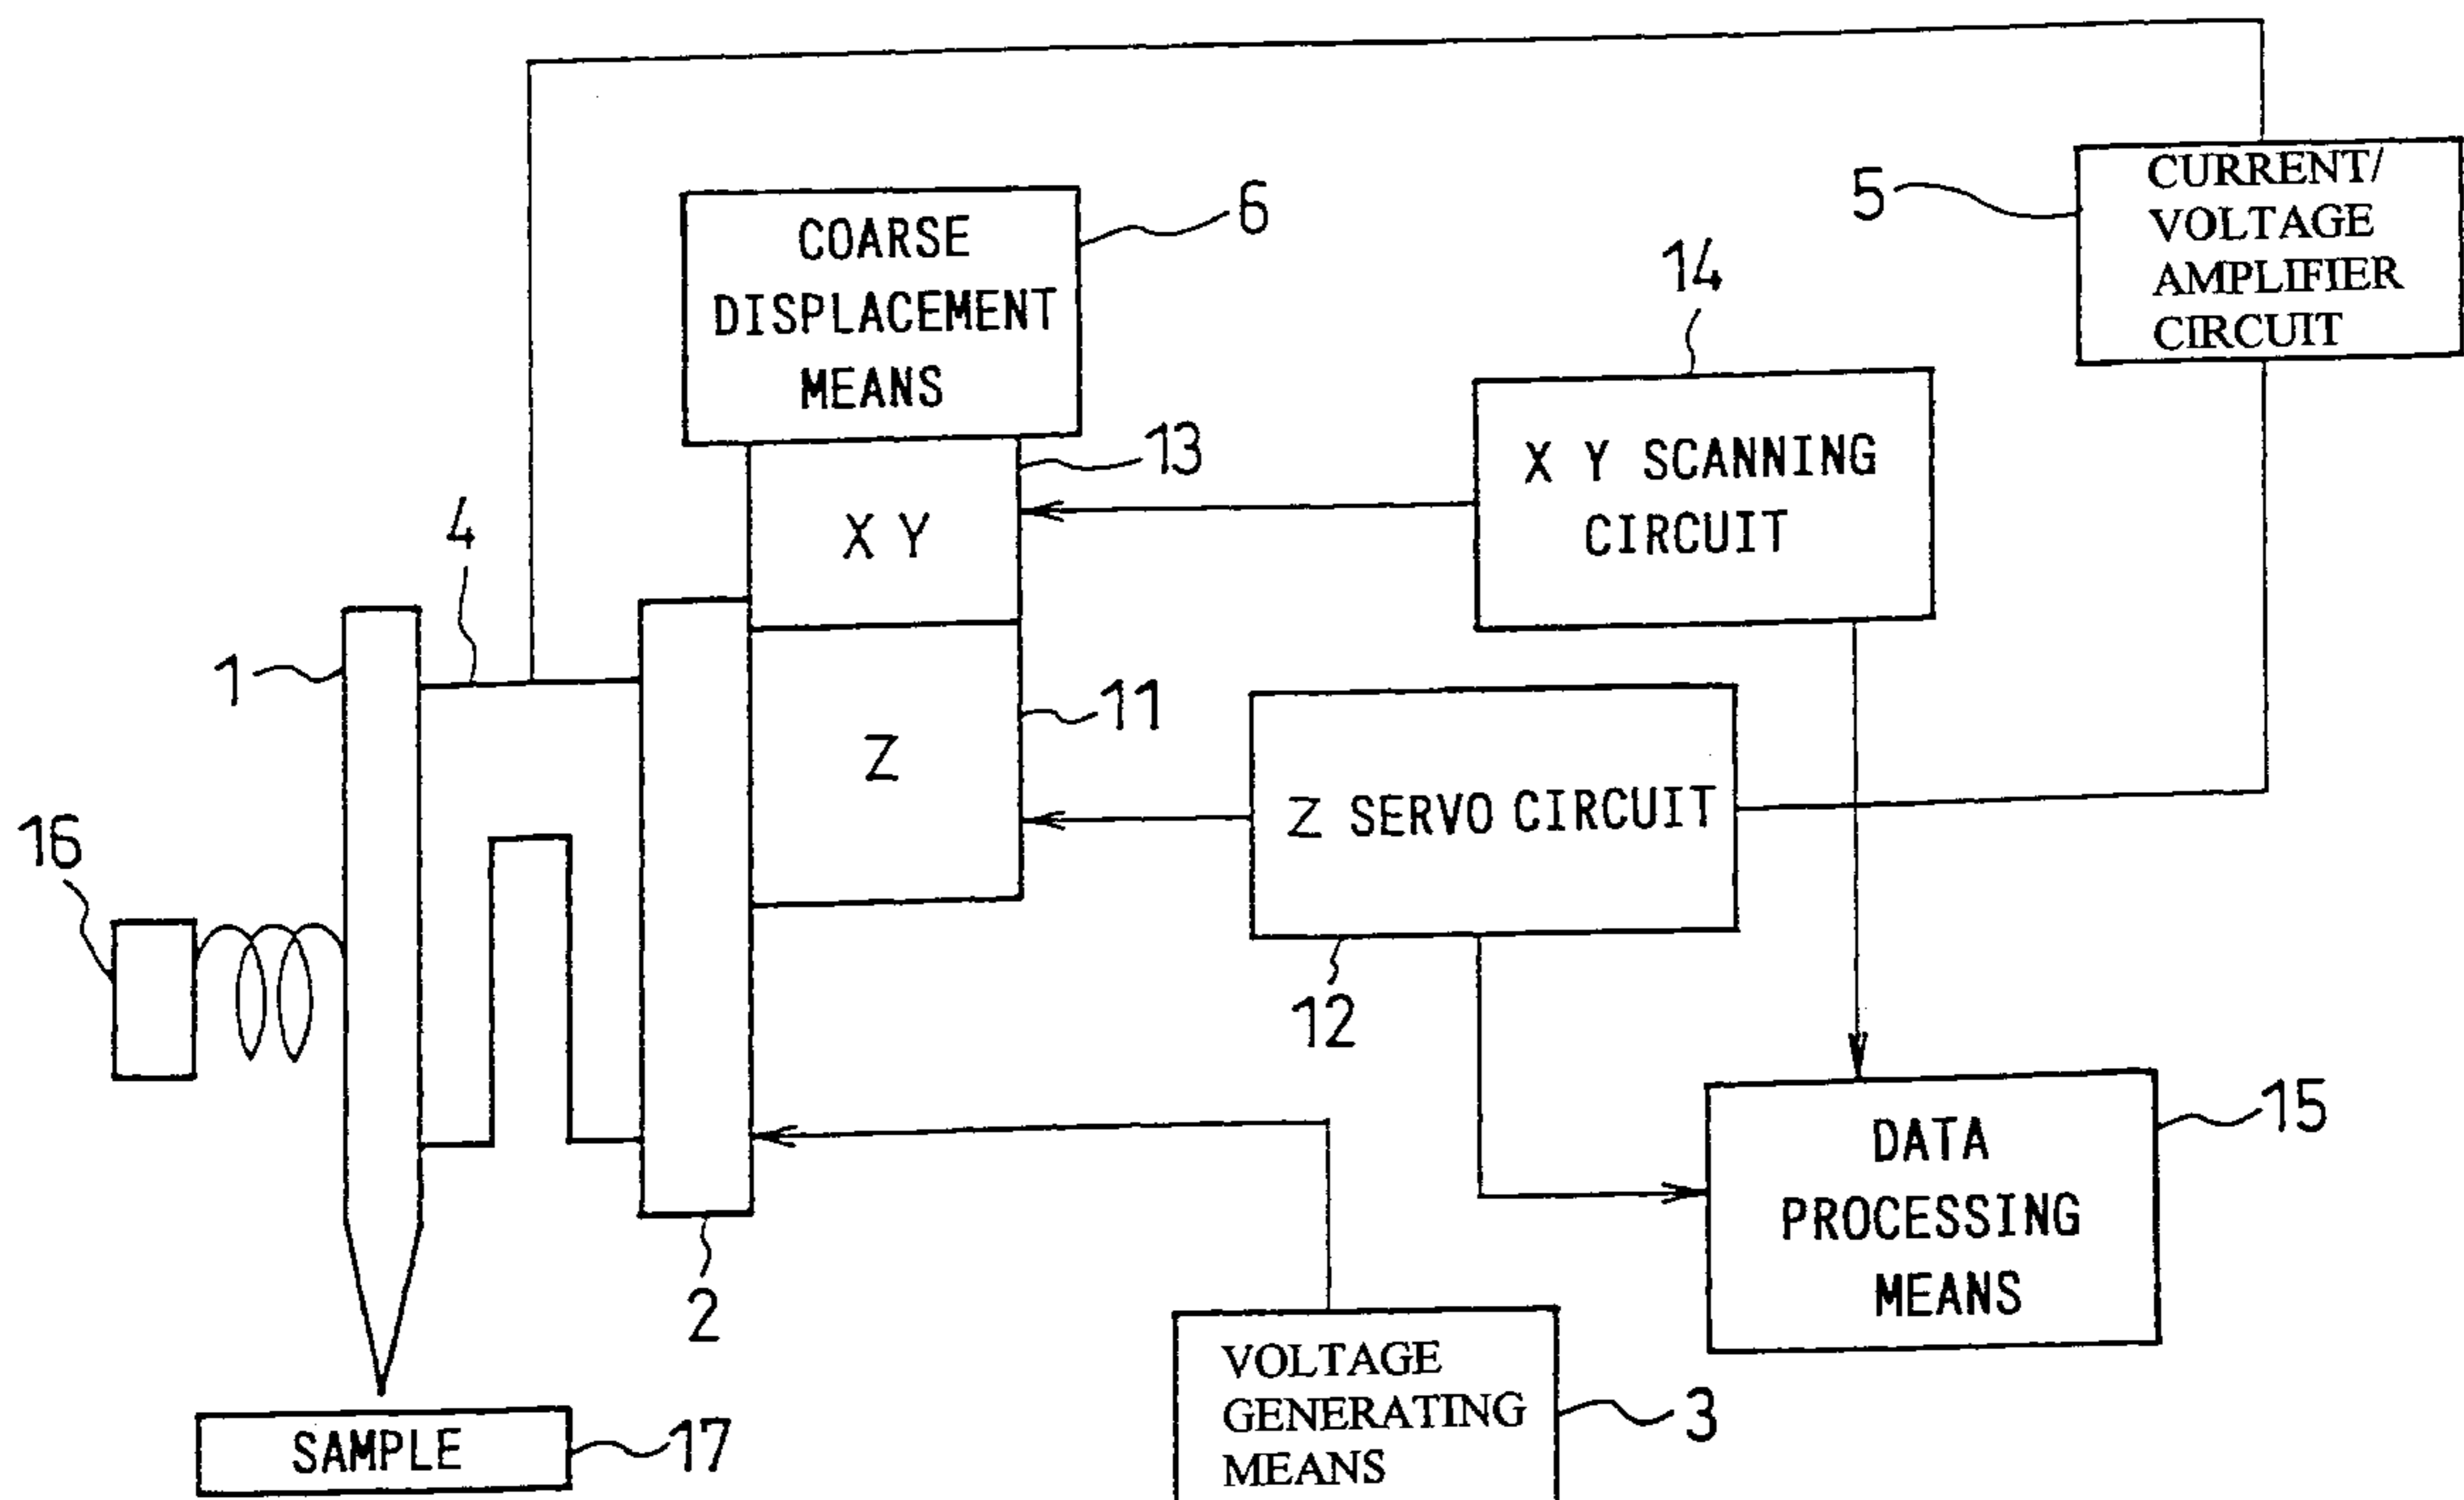 CURRENT/
VOLTAGE
AMPLIFIER
CIRCUIT
5
COARSE
DISPLACEMENT
MEANS
6
14
X Y SCANNING
CIRCUIT
13
X Y
4
1
Z
11
Z SERVO CIRCUIT
12
16
2
DATA
PROCESSING
MEANS
15
VOLTAGE
GENERATING
MEANS
3
SAMPLE
17